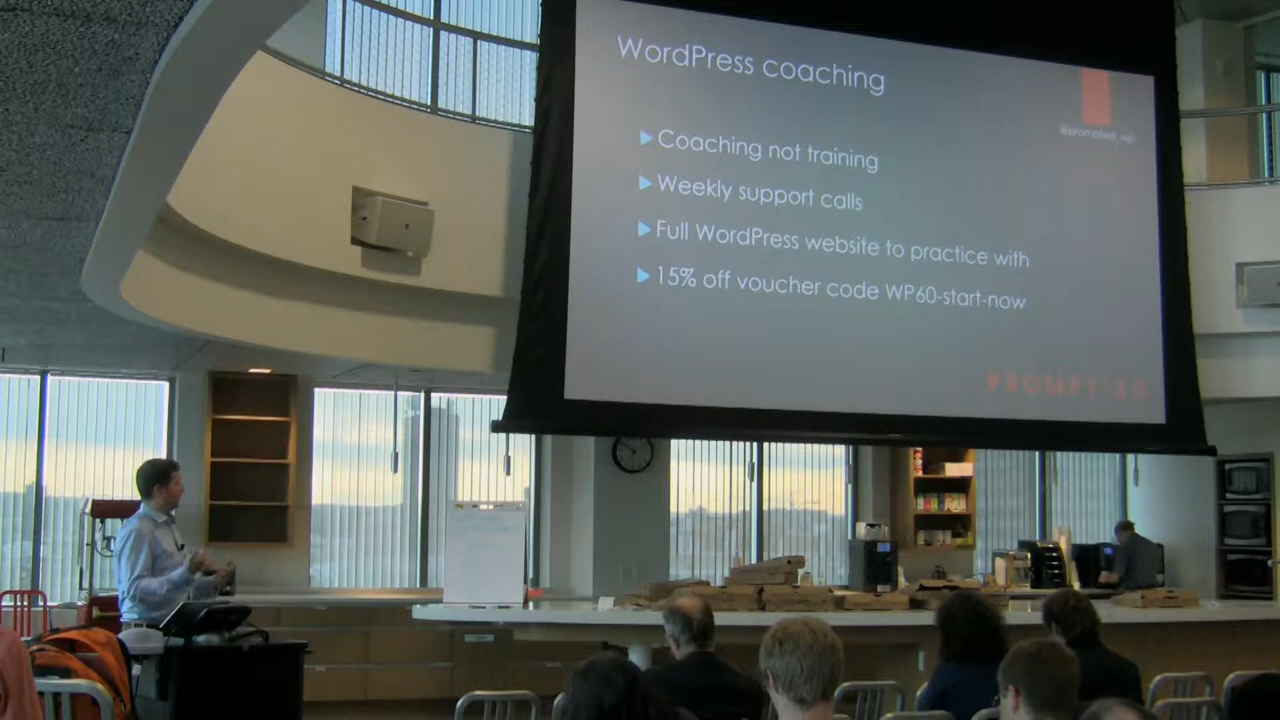 WordPress coaching
Coaching not training
Weekly support calls
Full WordPress website to practice with
15% off voucher code WP60-start-now